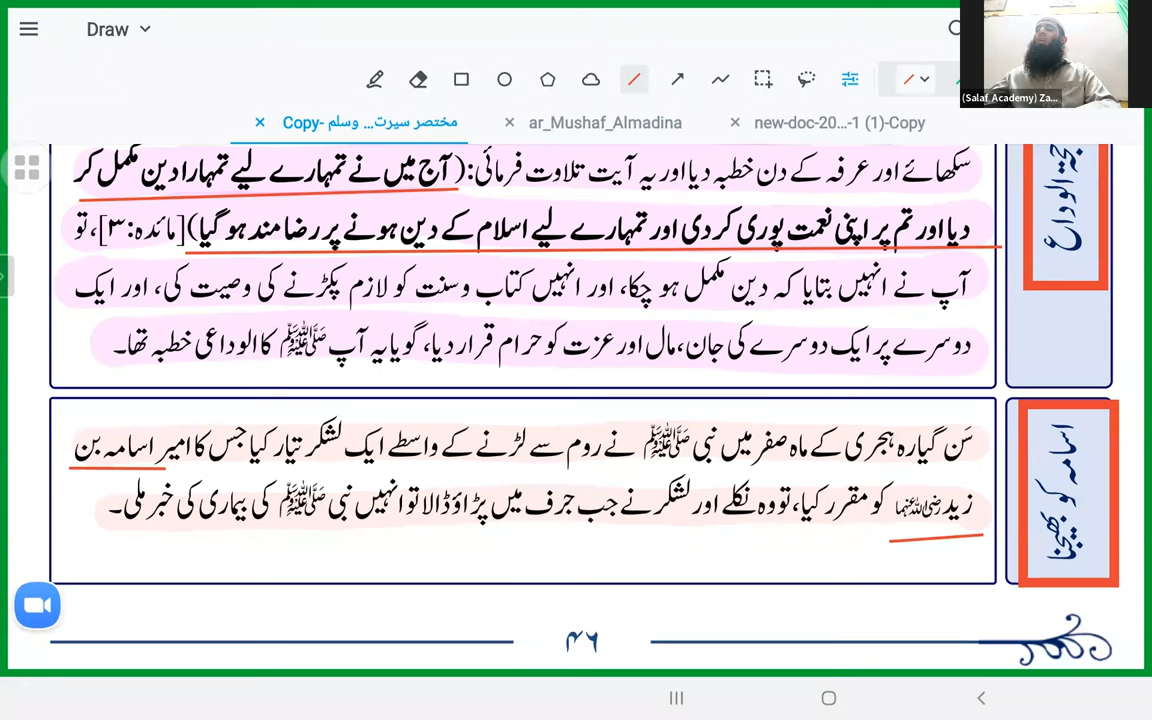 Draw
(Salaf Academy) Za...
مختصر سیرت... وسلم -Copy
ar_Mushaf_Almadina
new-doc-20...-1 (1)-Copy
حجۃ الوداع
سکھائے اور عرفہ کے دن خطبہ دیا اور یہ آیت تلاوت فرمائی: (آج میں نے تمہارے لیے تمہارا دین مکمل کر
دیا اور تم پر اپنی نعمت پوری کر دی اور تمہارے لیے اسلام کے دین ہونے پر رضامند ہو گیا) [مائدہ: ۳]، تو
آپ نے انہیں بتایا کہ دین مکمل ہو چکا، اور انہیں کتاب و سنت کو لازم پکڑنے کی وصیت کی، اور ایک
دوسرے پر ایک دوسرے کی جان، مال اور عزت کو حرام قرار دیا، گویا یہ آپ ﷺ کا الوداعی خطبہ تھا۔
اسامہ کو بھیجنا
سَن گیارہ ہجری کے ماہ صفر میں نبی ﷺ نے روم سے لڑنے کے واسطے ایک لشکر تیار کیا جس کا امیر اسامہ بن
زید رضی اللہ عنہما کو مقرر کیا، تو وہ نکلے اور لشکر نے جب جرف میں پڑاؤ ڈالا تو انہیں نبی ﷺ کی بیماری کی خبر ملی۔
۴۶